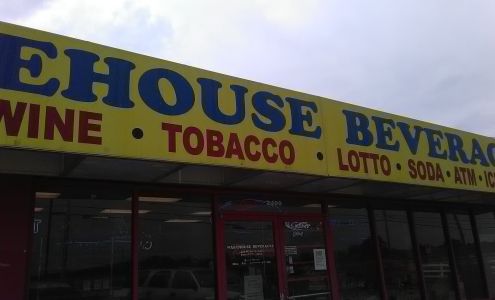 EHOUSE BEVERAG
WINE • TOBACCO • LOTTO • SODA • ATM • IC